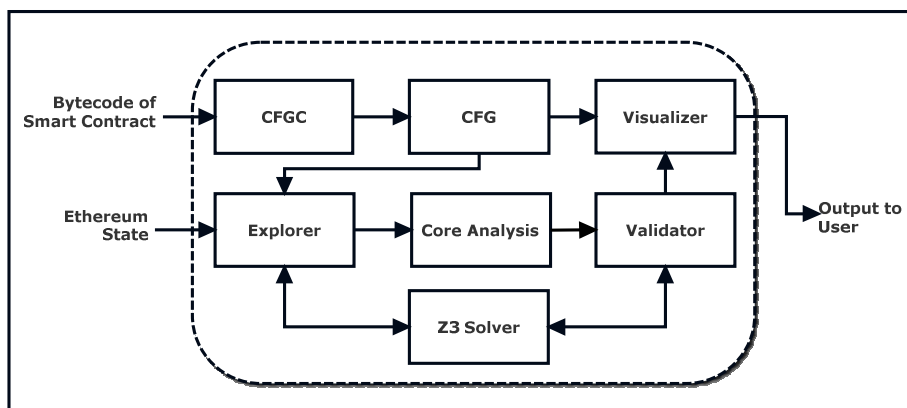 Bytecode of
Smart Contract
CFGC
CFG
Visualizer
Ethereum
State
Explorer
Core Analysis
Validator
Output to
User
Z3 Solver